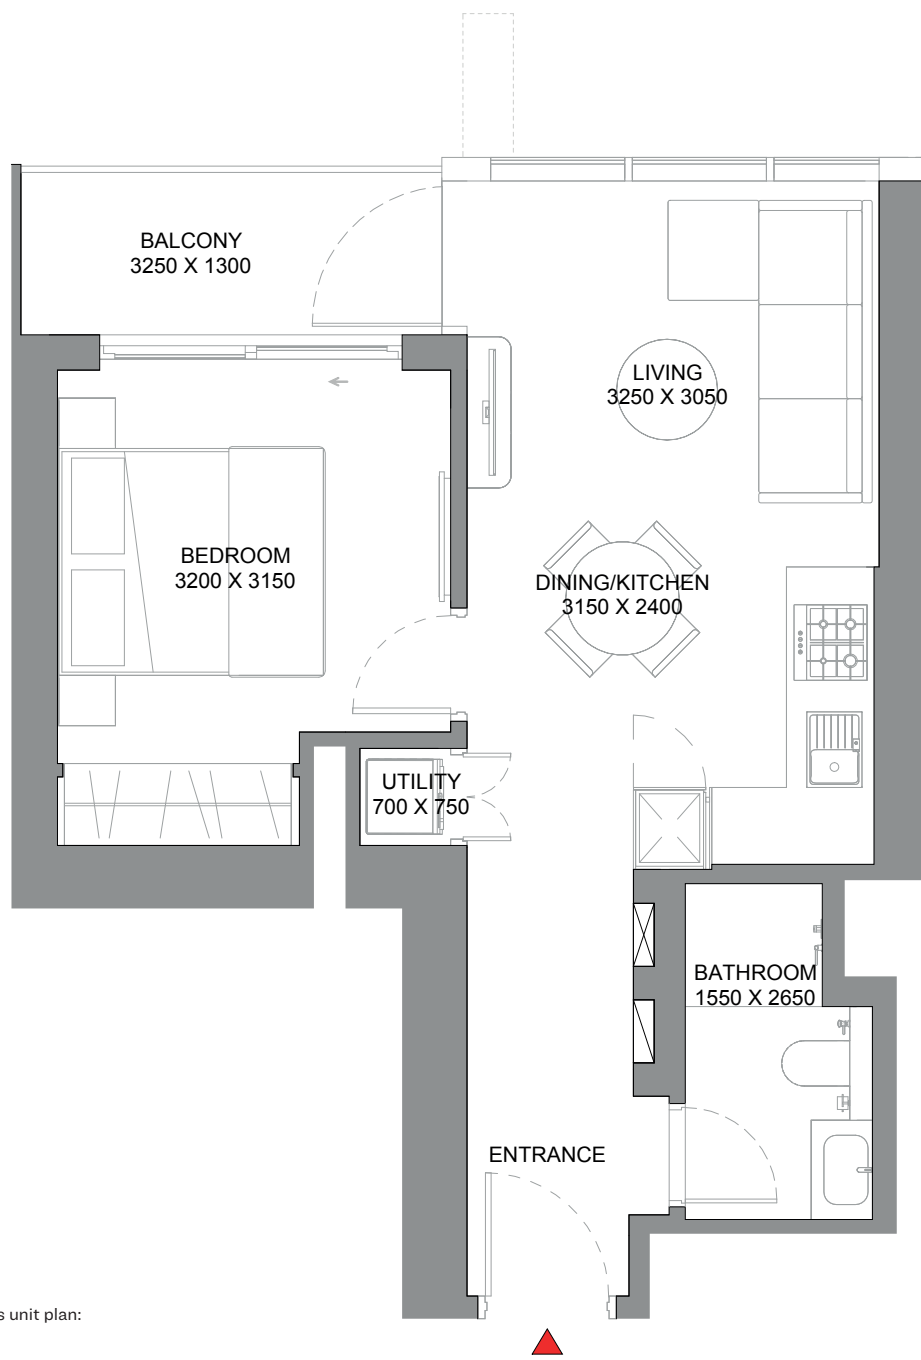 BALCONY
3250 X 1300
LIVING
3250 X 3050
BEDROOM
3200 X 3150
DINING/KITCHEN
3150 X 2400
UTILITY
700 X 750
BATHROOM
1550 X 2650
ENTRANCE
s unit plan: